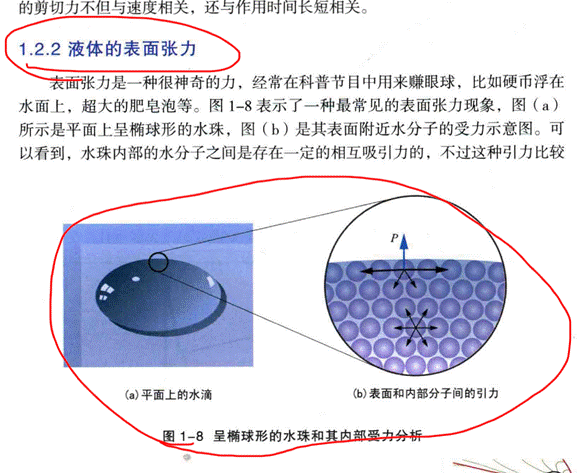 的剪切力不但与速度相关，还与作用时间长短相关。
1.2.2 液体的表面张力
表面张力是一种很神奇的力，经常在科普节目中用来赚眼球，比如硬币浮在
水面上，超大的肥皂泡等。图1-8表示了一种最常见的表面张力现象，图（a）
所示是平面上呈椭球形的水珠，图（b）是其表面附近水分子的受力示意图。可
以看到，水珠内部的水分子之间是存在一定的相互吸引力的，不过这种引力比较
P
(a)平面上的水滴
(b)表面和内部分子间的引力
图1-8 呈椭球形的水珠和其内部受力分析